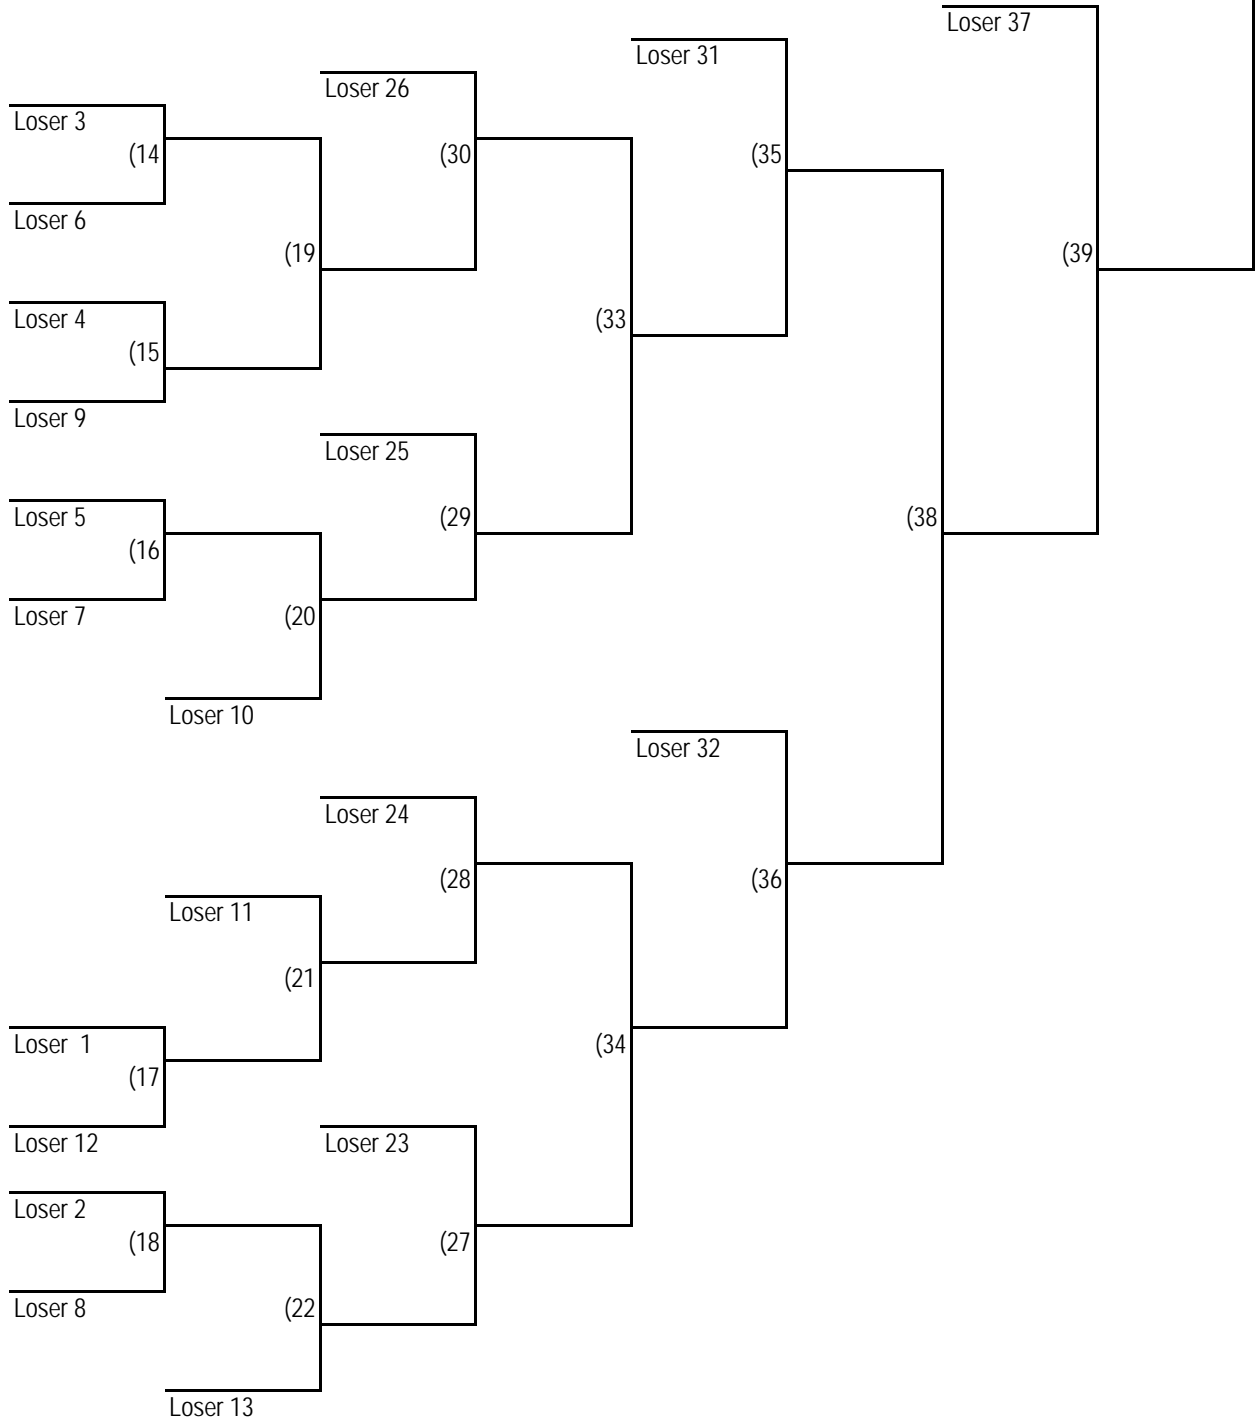 Loser 37
Loser 31
Loser 26
Loser 3
(14
(30
(35
Loser 6
(19
(39
Loser 4
(33
(15
Loser 9
Loser 25
Loser 5
(29
(38
(16
Loser 7
(20
Loser 10
Loser 32
Loser 24
(28
(36
Loser 11
(21
Loser  1
(34
(17
Loser 12
Loser 23
Loser 2
(18
(27
Loser 8
(22
Loser 13